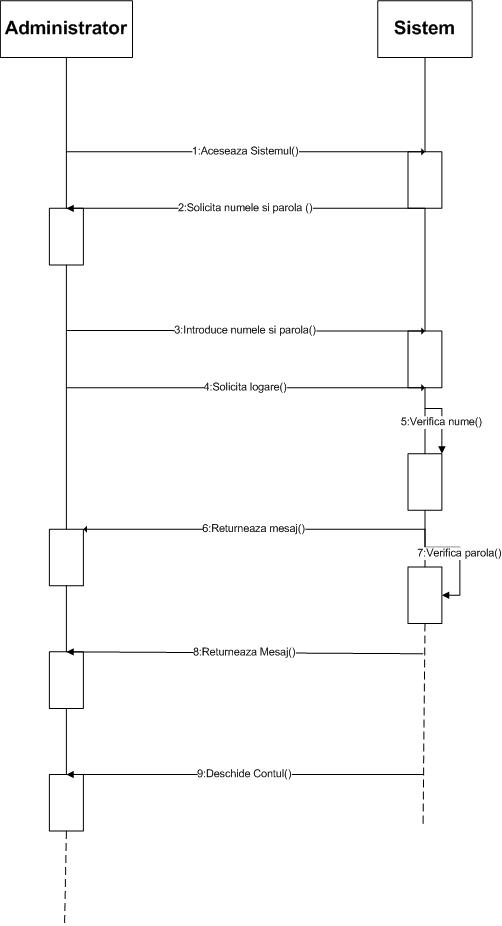 Administrator
Sistem
1:Aceseaza Sistemul()
2:Solicita numele si parola ()
3:Introduce numele si parola()
4:Solicita logare()
5:Verifica nume()
6:Returneaza mesaj()
7:Verifica parola()
8:Returneaza Mesaj()
9:Deschide Contul()